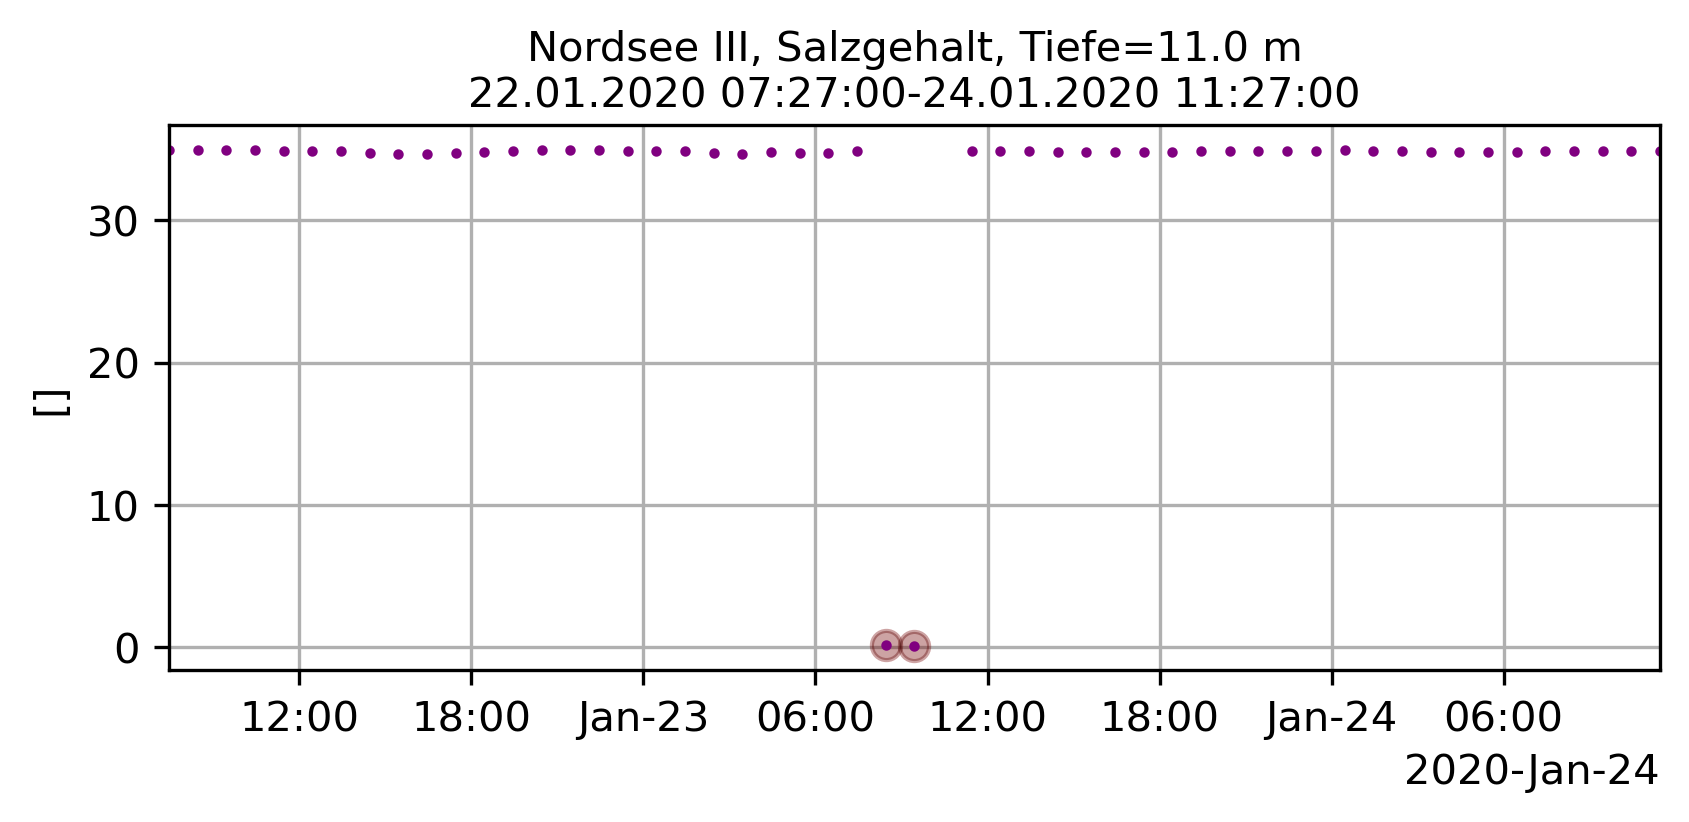 Nordsee III, Salzgehalt, Tiefe=11.0 m
22.01.2020 07:27:00-24.01.2020 11:27:00
30
20
10
0
[]
12:00 18:00 Jan-23 06:00 12:00 18:00 Jan-24 06:00
2020-Jan-24